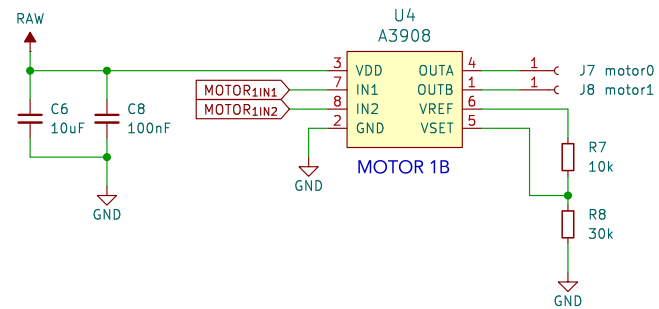 RAW
U4
A3908
C6
10uF
C8
100nF
GND
MOTOR1IN1
MOTOR1IN2
3
7
8
2
VDD
IN1
IN2
GND
OUTA
OUTB
VREF
VSET
4
1
6
5
MOTOR 1B
GND
1
J7 motor0
1
J8 motor1
R7
10k
R8
30k
GND